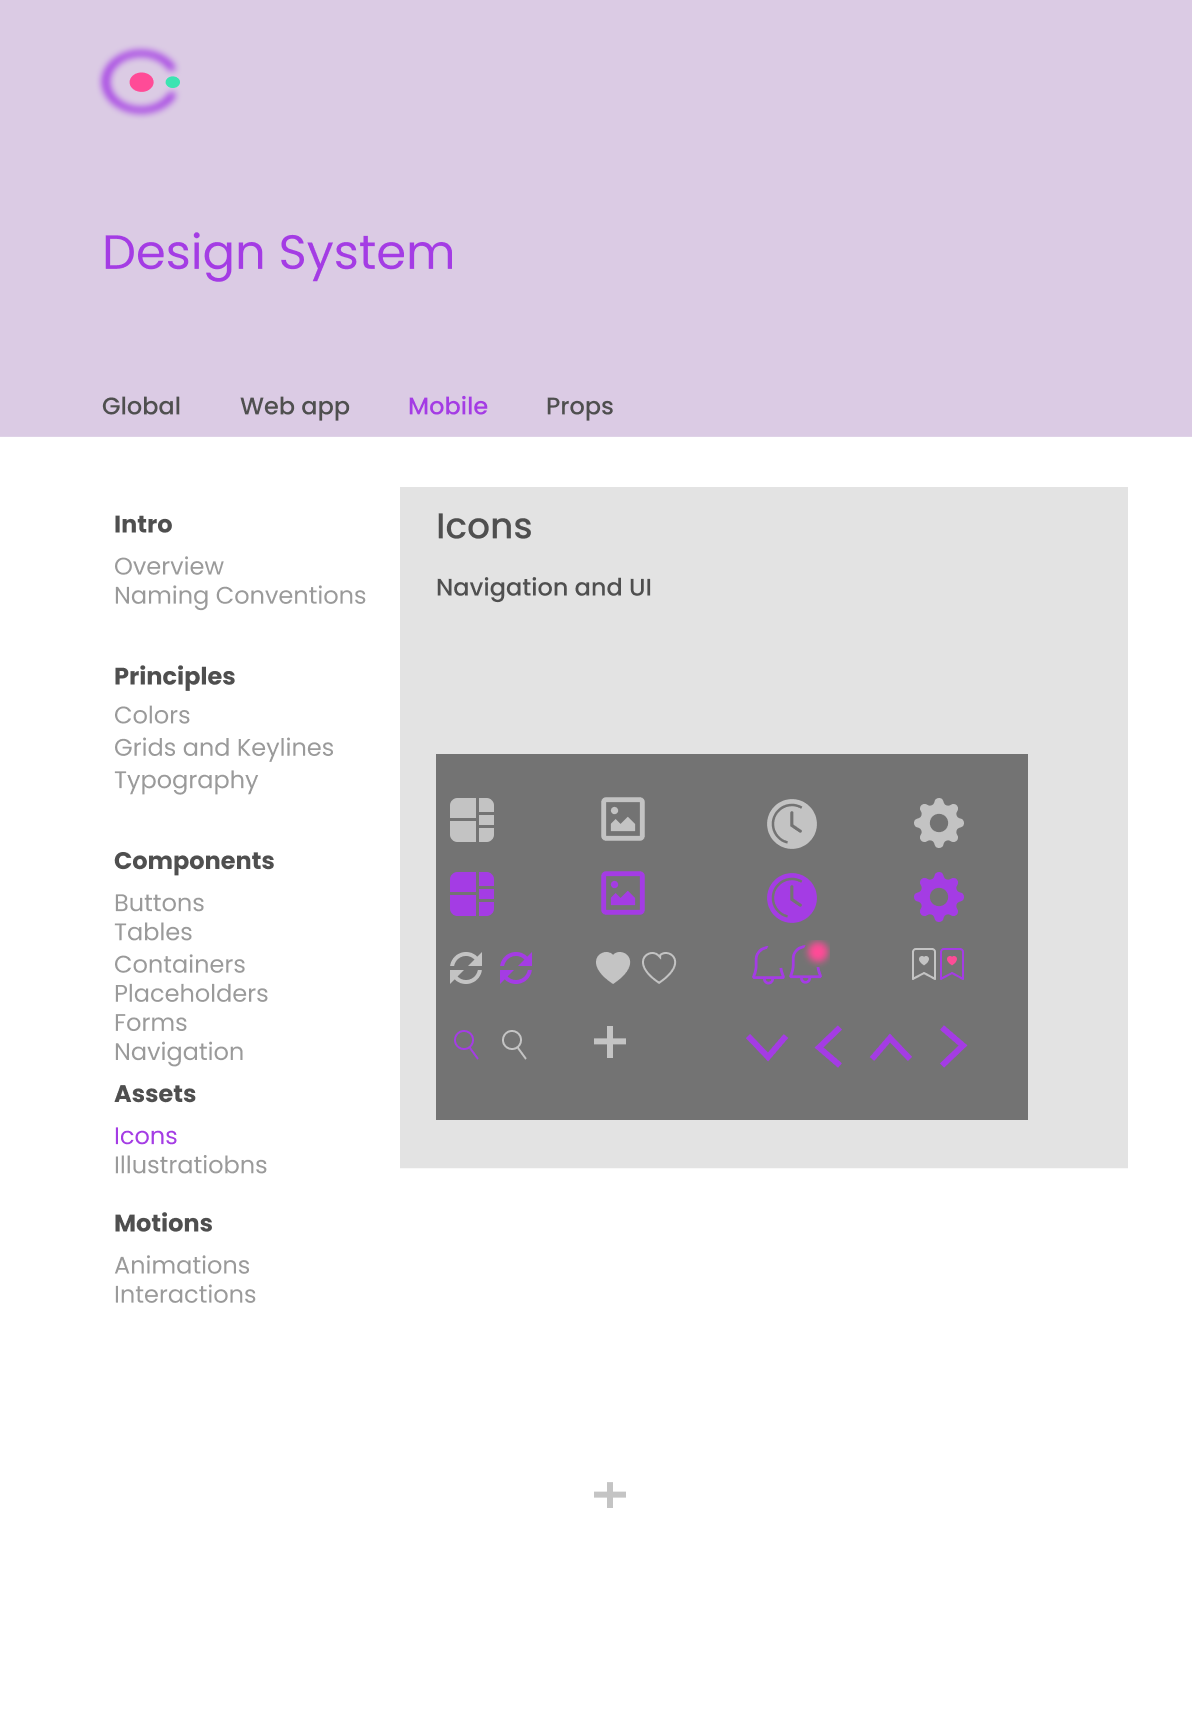 Design System
Global
Web app
Mobile
Props
Intro
Overview
Naming Conventions
Principles
Colors
Grids and Keylines
Typography
Components
Buttons
Tables
Containers
Placeholders
Forms
Navigation
Assets
Icons
Illustratiobns
Motions
Animations
Interactions
Icons
Navigation and UI